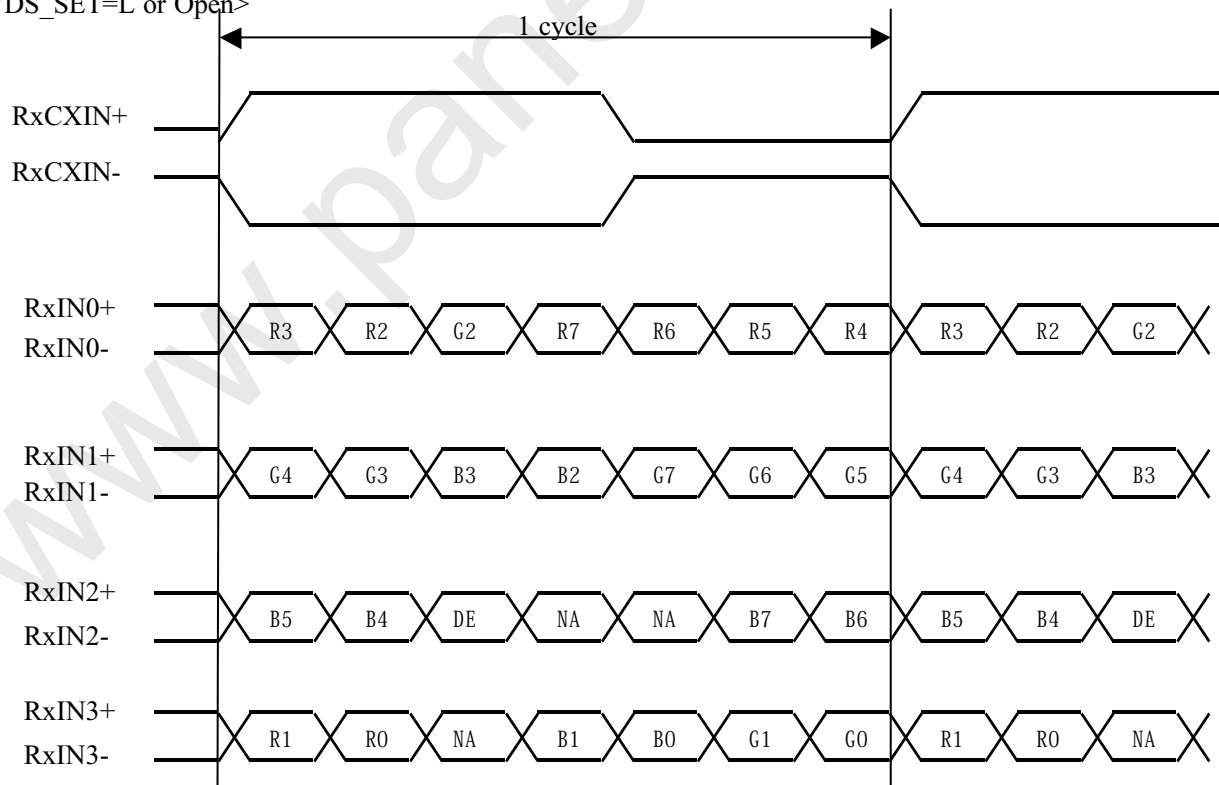 DS_SET=L or Open>
1 cycle
RxCXIN+
RxCXIN-
RxIN0+
R3 R2 G2 R7 R6 R5 R4 R3 R2 G2
RxIN0-
RxIN1+
G4 G3 B3 B2 G7 G6 G5 G4 G3 B3
RxIN1-
RxIN2+
B5 B4 DE NA NA B7 B6 B5 B4 DE
RxIN2-
RxIN3+
R1 R0 NA B1 B0 G1 G0 R1 R0 NA
RxIN3-
www.pane